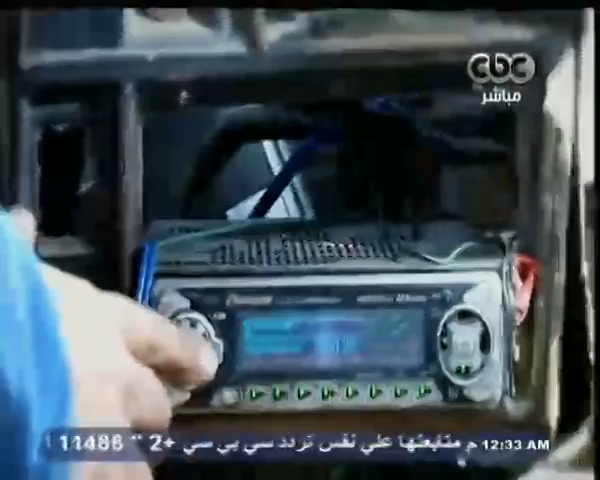 cbc
مباشر
م متابعتها على نفس تردد سي بي سي +2 " 11486 ا
12:33 AM